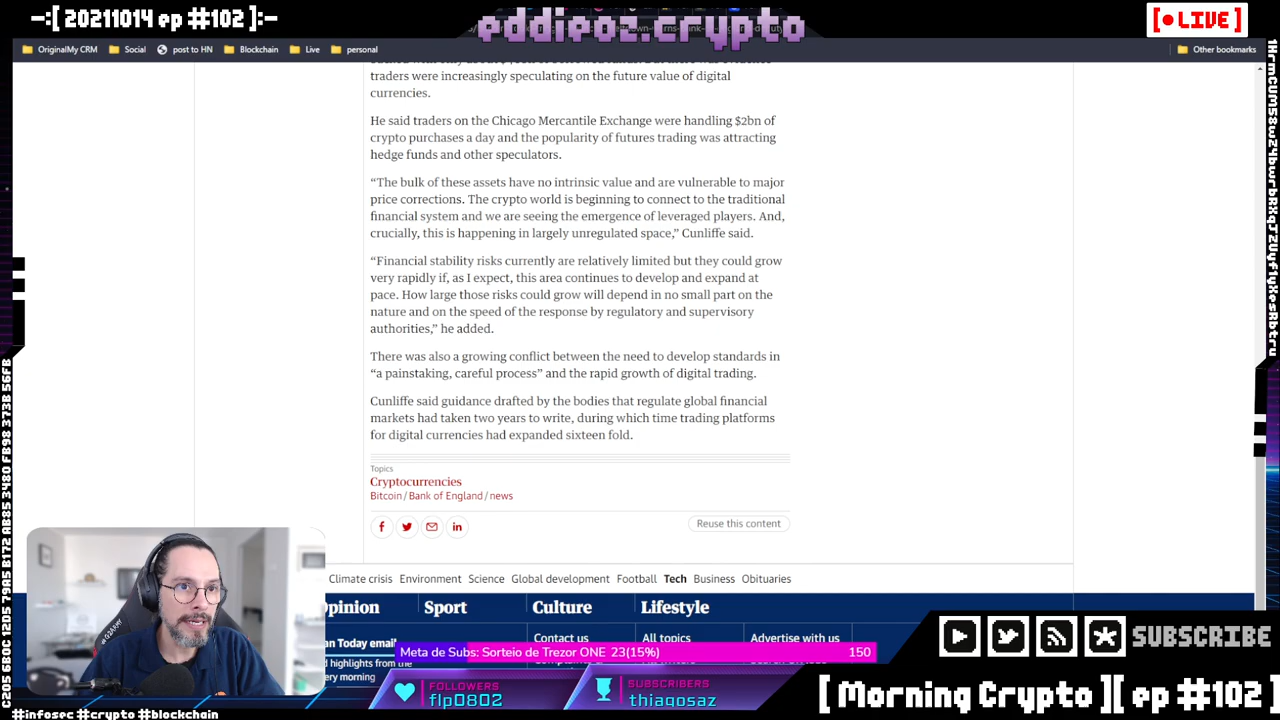 -:[ 20211014 ep #102 ]:-
eddieoz.crypto
[ ● LIVE ]
OriginalMy CRM
Social
post to HN
Blockchain
Live
personal
Other bookmarks
traders were increasingly speculating on the future value of digital
currencies.
He said traders on the Chicago Mercantile Exchange were handling $2bn of
crypto purchases a day and the popularity of futures trading was attracting
hedge funds and other speculators.
“The bulk of these assets have no intrinsic value and are vulnerable to major
price corrections. The crypto world is beginning to connect to the traditional
financial system and we are seeing the emergence of leveraged players. And,
crucially, this is happening in largely unregulated space,” Cunliffe said.
“Financial stability risks currently are relatively limited but they could grow
very rapidly if, as I expect, this area continues to develop and expand at
pace. How large those risks could grow will depend in no small part on the
nature and on the speed of the response by regulatory and supervisory
authorities,” he added.
There was also a growing conflict between the need to develop standards in
“a painstaking, careful process” and the rapid growth of digital trading.
Cunliffe said guidance drafted by the bodies that regulate global financial
markets had taken two years to write, during which time trading platforms
for digital currencies had expanded sixteen fold.
Topics
Cryptocurrencies
Bitcoin / Bank of England / news
Reuse this content
Climate crisis Environment Science Global development Football Tech Business Obituaries
Opinion Sport Culture Lifestyle
Contact us All topics Advertise with us
Meta de Subs: Sorteio de Trezor ONE 23(15%) 150
FOLLOWERS
flp0802
SUBSCRIBERS
thiagosaz
SUBSCRIBE
[ Morning Crypto ][ ep #102 ]
#infosec #crypto #blockchain